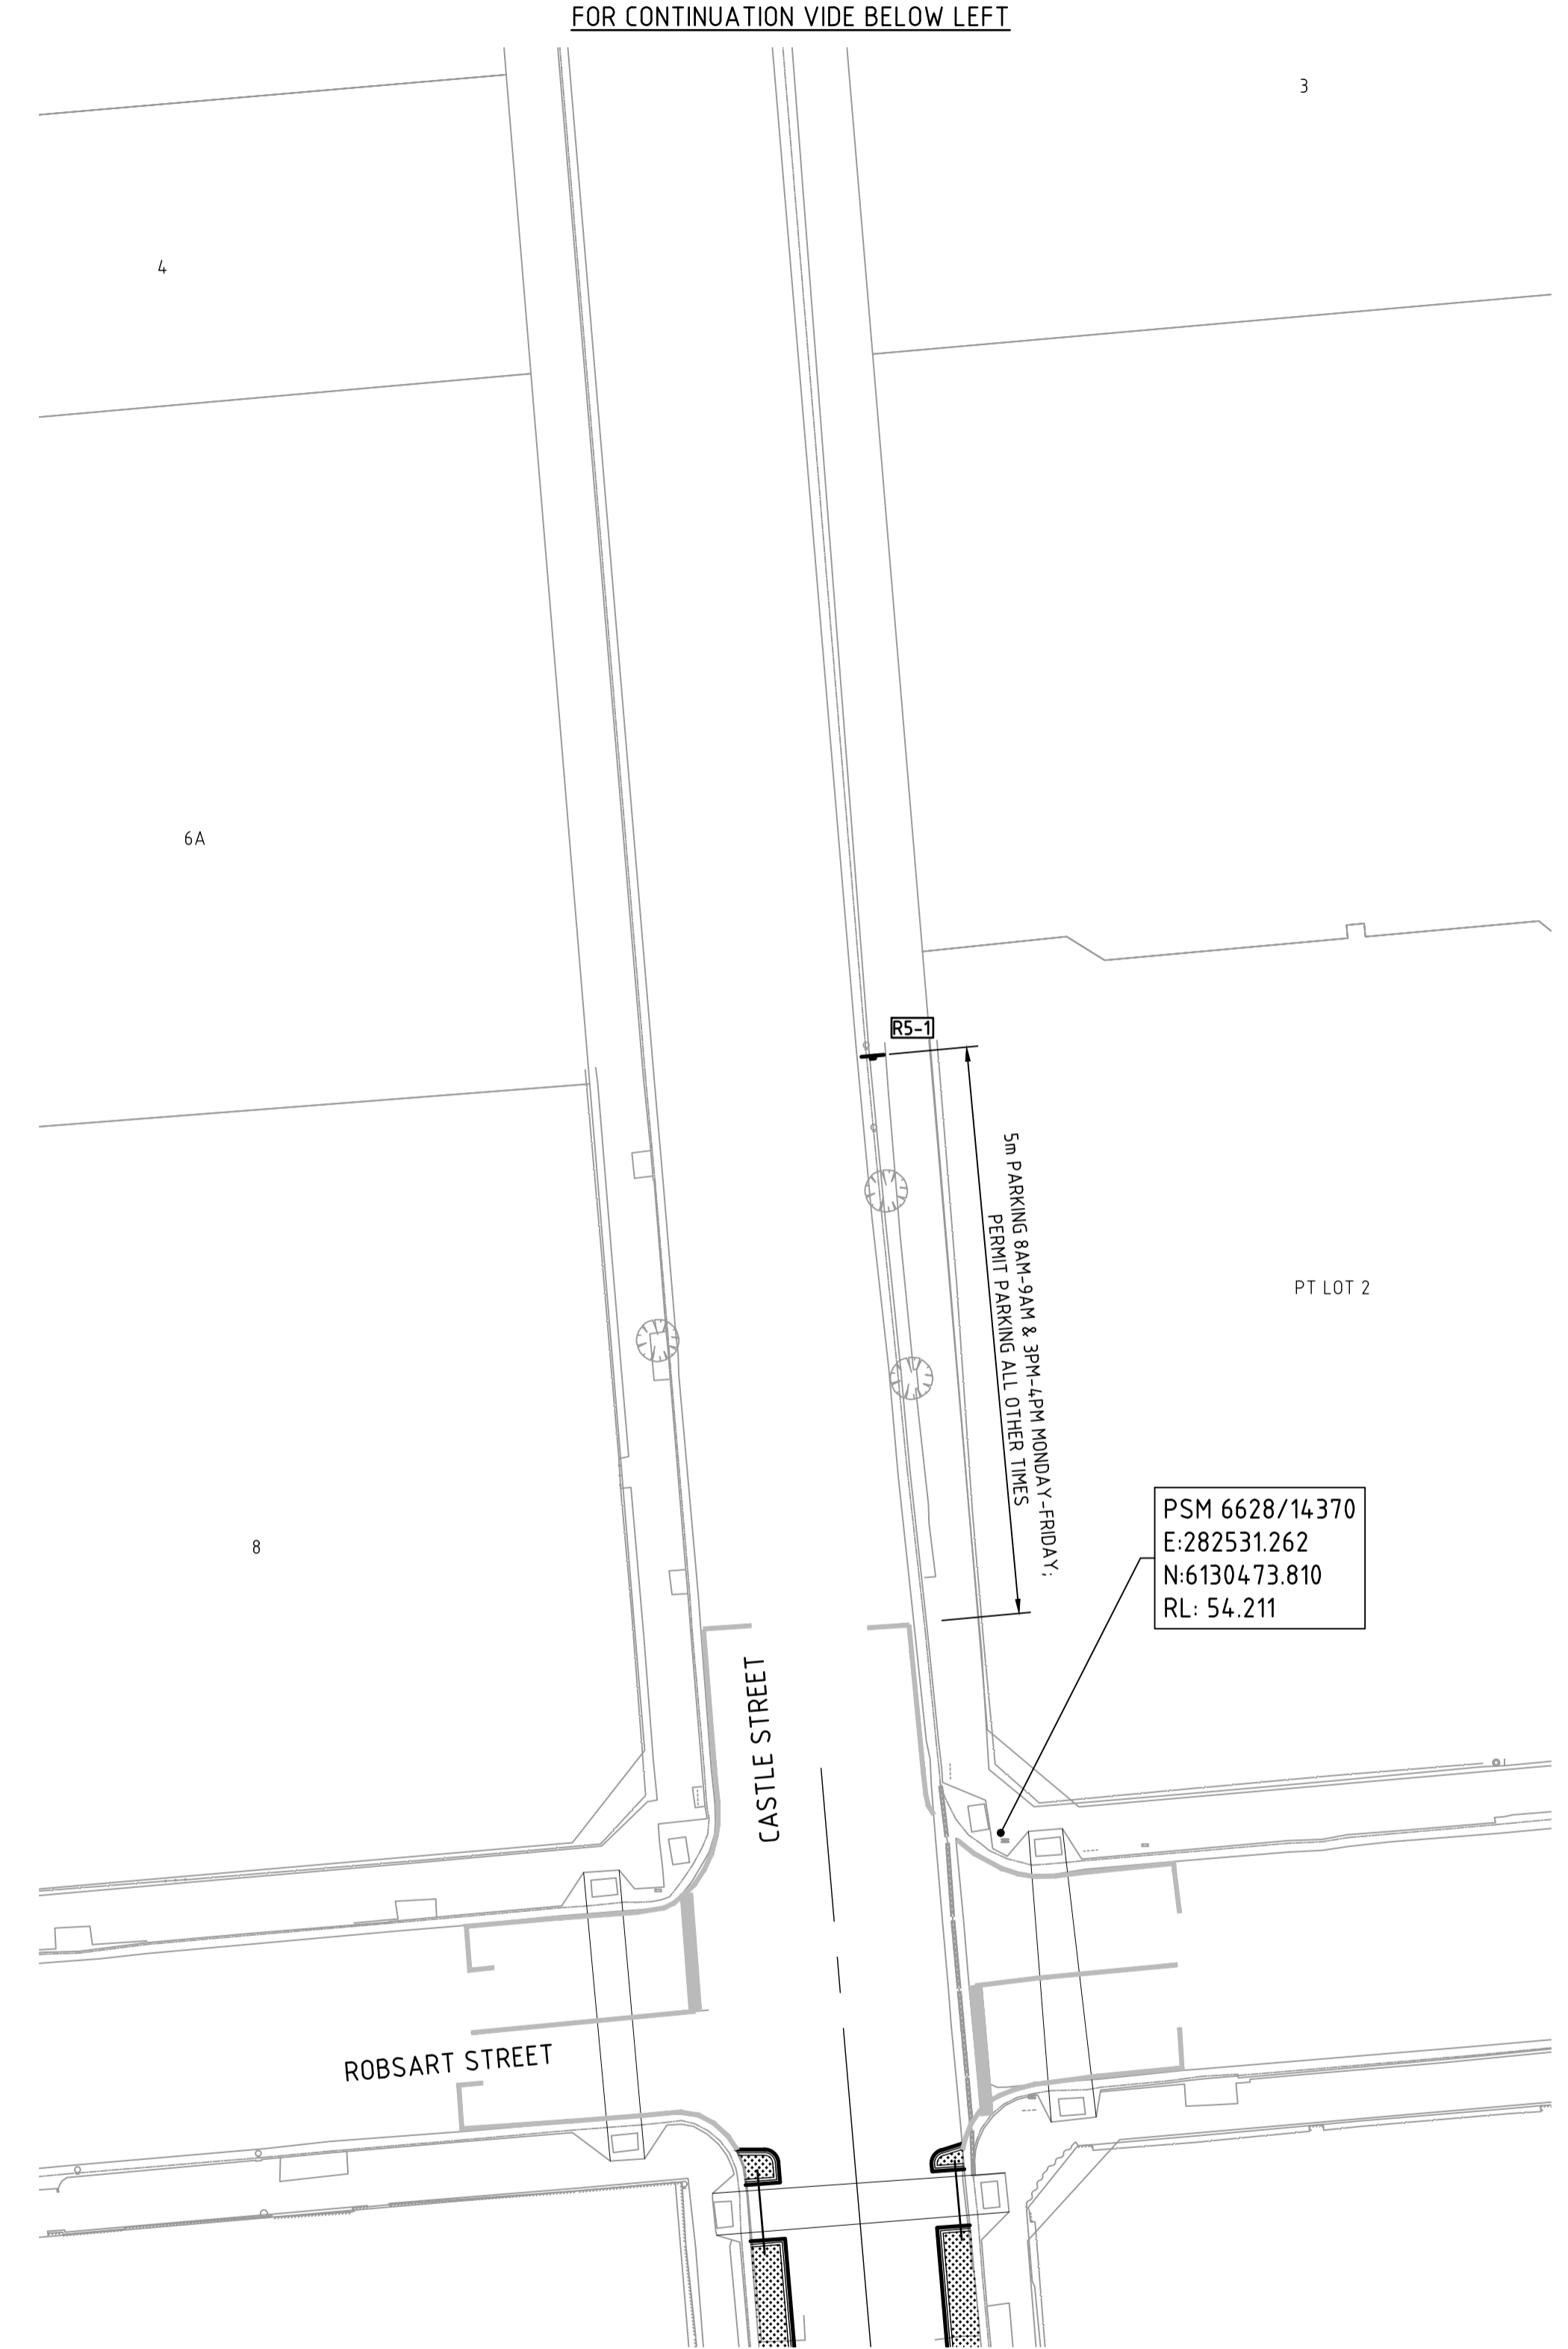 FOR CONTINUATION VIDE BELOW LEFT
3
4
6A
R5-1
5m PARKING 8AM-9AM & 3PM-4PM MONDAY-FRIDAY;
PERMIT PARKING ALL OTHER TIMES
PT LOT 2
8
PSM 6628/14370
E:282531.262
N:6130473.810
RL: 54.211
CASTLE STREET
ROBSART STREET